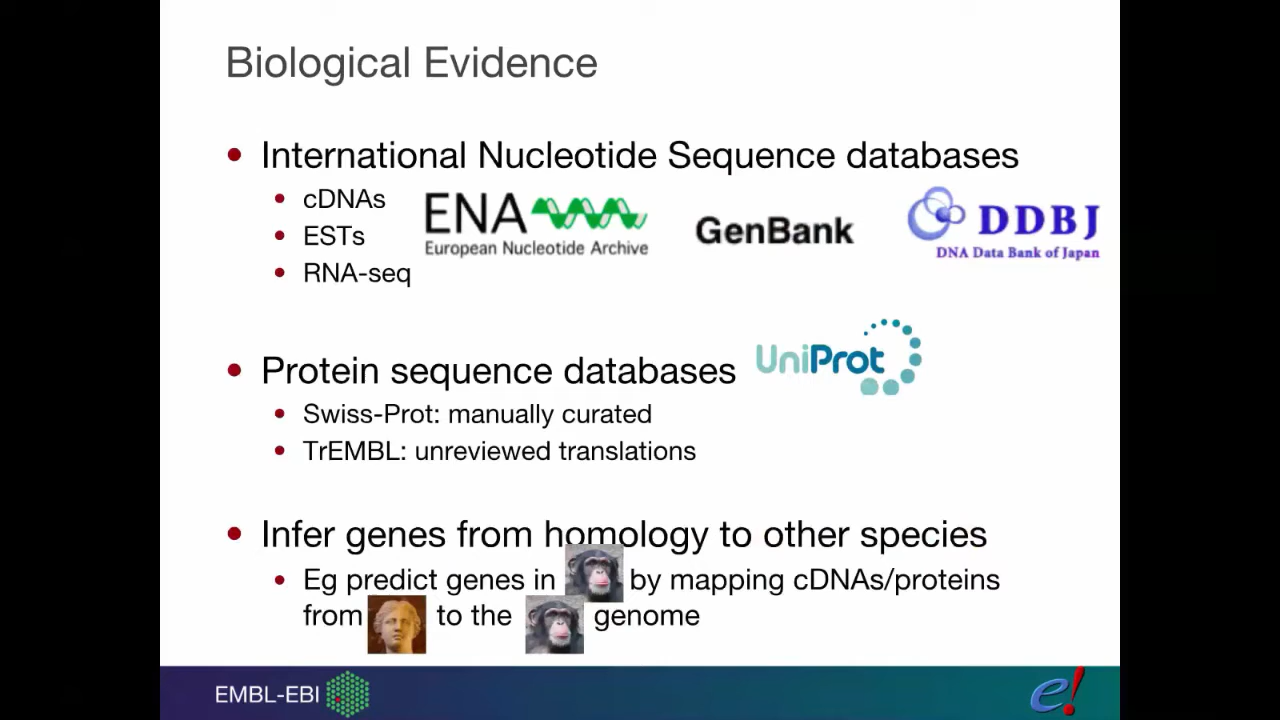 Biological Evidence
• International Nucleotide Sequence databases
• cDNAs
• ESTs
• RNA-seq
ENA
European Nucleotide Archive
GenBank
DDBJ
DNA Data Bank of Japan
• Protein sequence databases
UniProt
• Swiss-Prot: manually curated
• TrEMBL: unreviewed translations
• Infer genes from homology to other species
• Eg predict genes in by mapping cDNAs/proteins
from to the genome
EMBL-EBI
e!